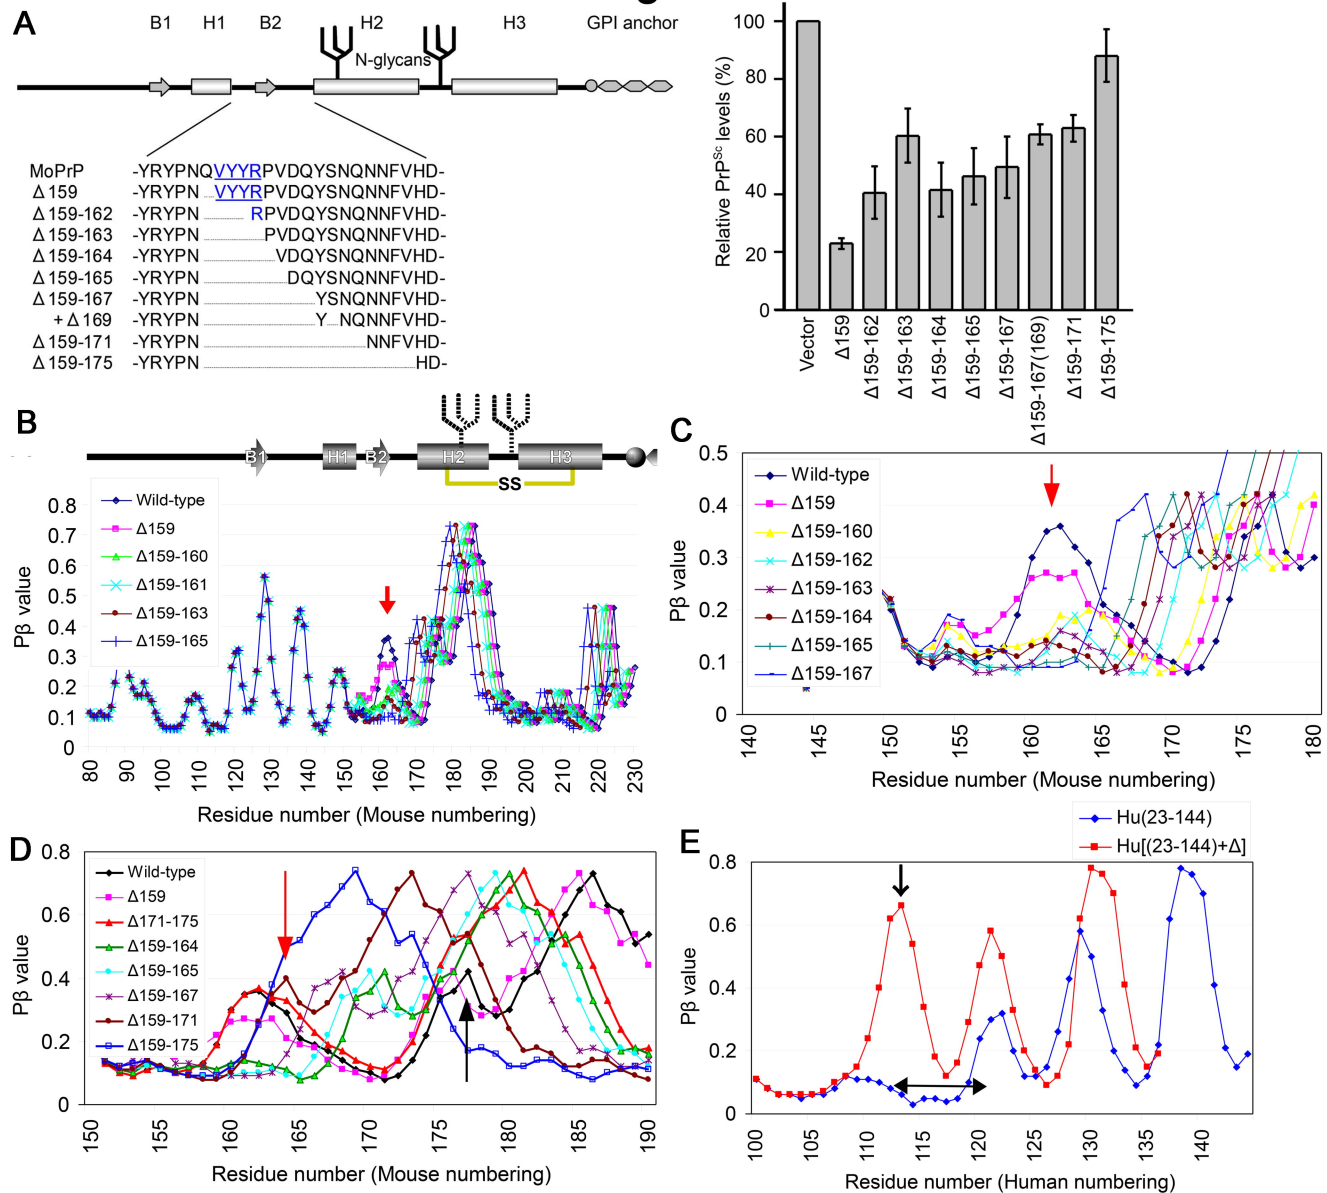 A
B1 H1 B2 H2 H3 GPI anchor
N-glycans
MoPrP -YRYPNQVYYRPVDQYSNQNNFVHD-
Δ 159 -YRYPN VYYRPVDQYSNQNNFVHD-
Δ 159-162 -YRYPN RPVDQYSNQNNFVHD-
Δ 159-163 -YRYPN PVDQYSNQNNFVHD-
Δ 159-164 -YRYPN VDQYSNQNNFVHD-
Δ 159-165 -YRYPN DQYSNQNNFVHD-
Δ 159-167 -YRYPN YSNQNNFVHD-
+ Δ 169 -YRYPN Y NQNNFVHD-
Δ 159-171 -YRYPN NNFVHD-
Δ 159-175 -YRYPN HD-
Relative PrPSc levels (%)
100
80
60
40
20
0
Vector
Δ159
Δ159-162
Δ159-163
Δ159-164
Δ159-165
Δ159-167
Δ159-167(169)
Δ159-171
Δ159-175
B
B1 H1 B2 H2 H3
SS
Wild-type
Δ159
Δ159-160
Δ159-161
Δ159-163
Δ159-165
Pβ value
0.8
0.7
0.6
0.5
0.4
0.3
0.2
0.1
0
80 90 100 110 120 130 140 150 160 170 180 190 200 210 220 230
Residue number (Mouse numbering)
C
Wild-type
Δ159
Δ159-160
Δ159-162
Δ159-163
Δ159-164
Δ159-165
Δ159-167
Pβ value
0.5
0.4
0.3
0.2
0.1
0
140 145 150 155 160 165 170 175 180
Residue number (Mouse numbering)
D
Wild-type
Δ159
Δ171-175
Δ159-164
Δ159-165
Δ159-167
Δ159-171
Δ159-175
Pβ value
0.8
0.6
0.4
0.2
0
150 155 160 165 170 175 180 185 190
Residue number (Mouse numbering)
E
Hu(23-144)
Hu[(23-144)+Δ]
Pβ value
0.8
0.6
0.4
0.2
0
100 105 110 115 120 125 130 135 140
Residue number (Human numbering)